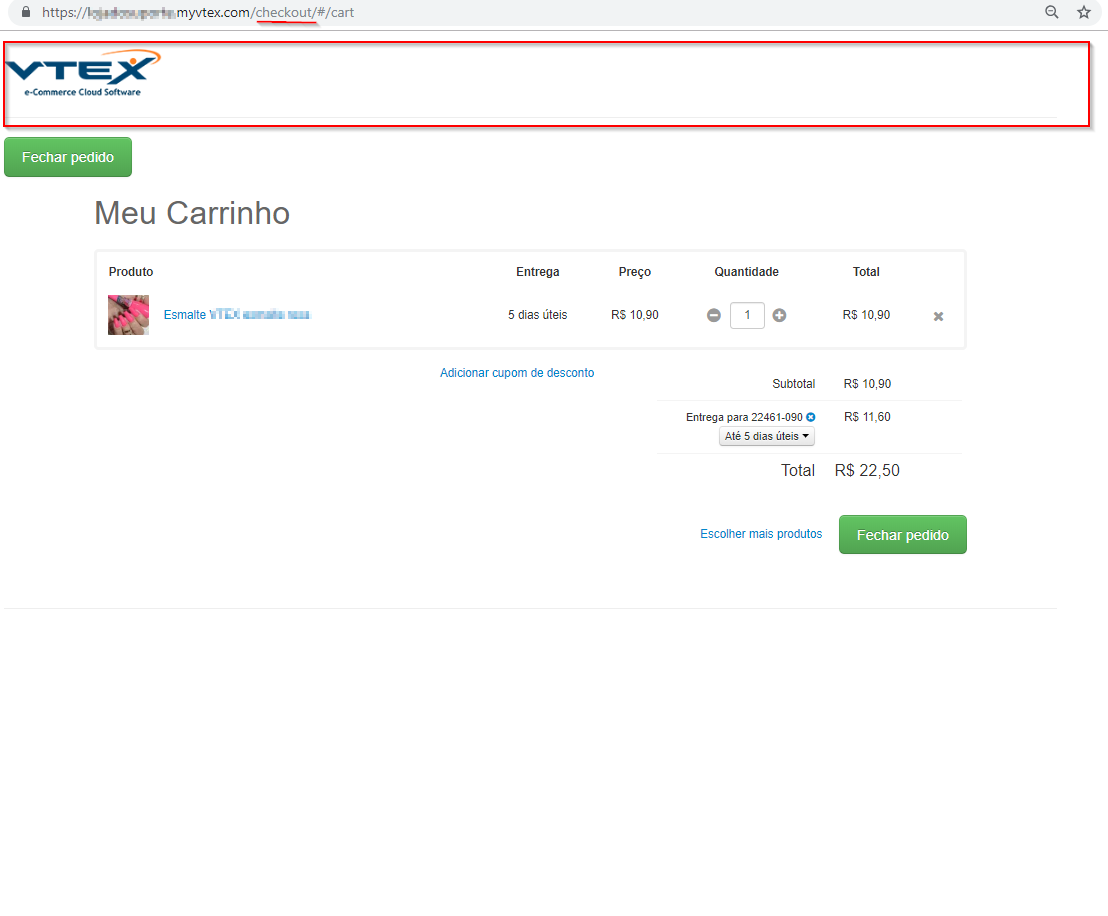 https://
.myvtex.com/checkout/#/cart
VTEX
e-Commerce Cloud Software
Fechar pedido
Meu Carrinho
Produto Entrega Preço Quantidade Total
Esmalte VTEX 5 dias úteis R$ 10,90 1 R$ 10,90
Adicionar cupom de desconto
Subtotal R$ 10,90
Entrega para 22461-090 R$ 11,60
Até 5 dias úteis
Total R$ 22,50
Escolher mais produtos Fechar pedido